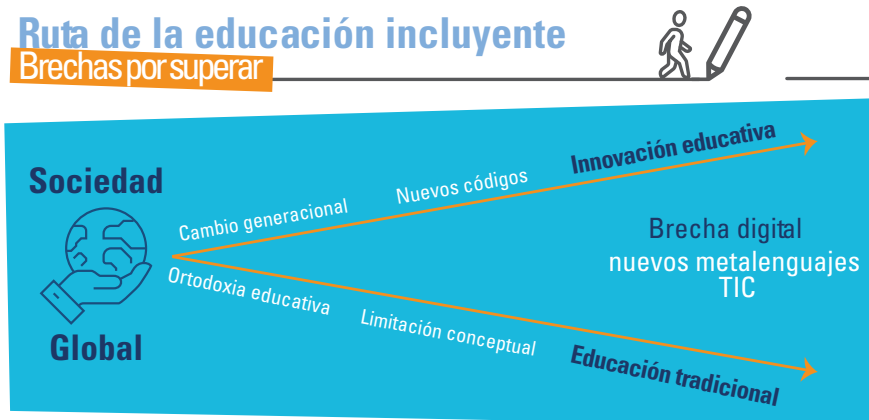 Ruta de la educación incluyente
Brechas por superar
Sociedad
Global
Cambio generacional
Nuevos códigos
Innovación educativa
Ortodoxia educativa
Limitación conceptual
Educación tradicional
Brecha digital
nuevos metalenguajes
TIC